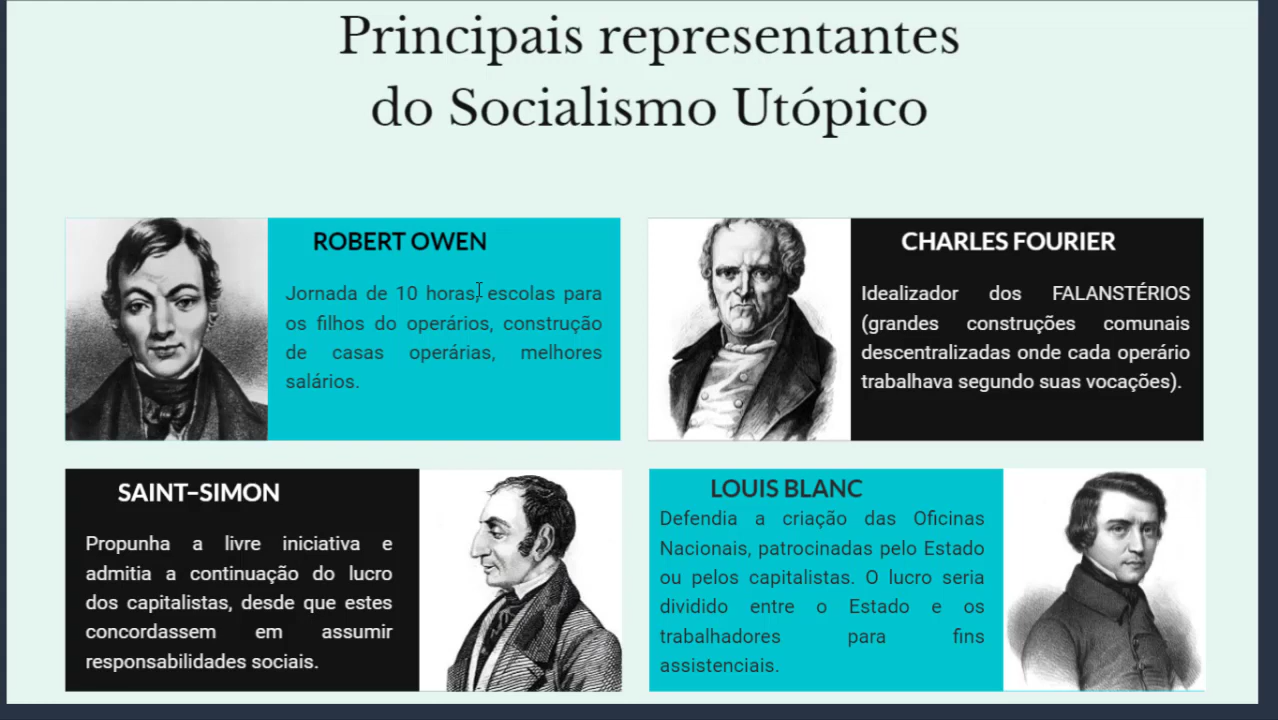 Principais representantes
do Socialismo Utópico
ROBERT OWEN
Jornada de 10 horas, escolas para
os filhos do operários, construção
de casas operárias, melhores
salários.
CHARLES FOURIER
Idealizador dos FALANSTÉRIOS
(grandes construções comunais
descentralizadas onde cada operário
trabalhava segundo suas vocações).
SAINT–SIMON
Propunha a livre iniciativa e
admitia a continuação do lucro
dos capitalistas, desde que estes
concordassem em assumir
responsabilidades sociais.
LOUIS BLANC
Defendia a criação das Oficinas
Nacionais, patrocinadas pelo Estado
ou pelos capitalistas. O lucro seria
dividido entre o Estado e os
trabalhadores para fins
assistenciais.